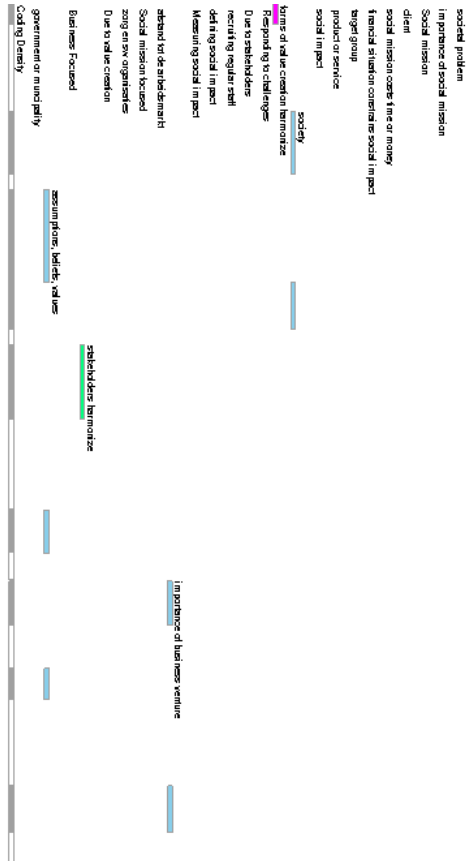 societal problem
importance of social mission
Social mission
client
social mission costs time or money
financial situation constrains social impact
target group
product or service
social impact
society
forms of value creation harmonize
Responding to challenges
Due to stakeholders
recruiting regular staff
defining social impact
Measuring social impact
importance of business venture
afstand tot de arbeidsmarkt
Social mission focused
zorg en sw organisaties
Due to value creation
stakeholders harmonize
Business Focused
assumptions, beliefs, values
government or municipality
Coding Density